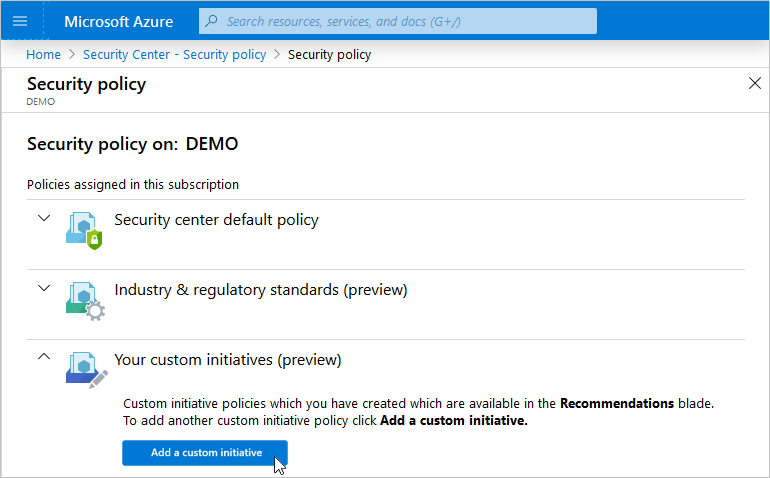 Microsoft Azure
Search resources, services, and docs (G+/)
Home > Security Center - Security policy > Security policy
Security policy
DEMO
Security policy on: DEMO
Policies assigned in this subscription
Security center default policy
Industry & regulatory standards (preview)
Your custom initiatives (preview)
Custom initiative policies which you have created which are available in the Recommendations blade.
To add another custom initiative policy click Add a custom initiative.
Add a custom initiative